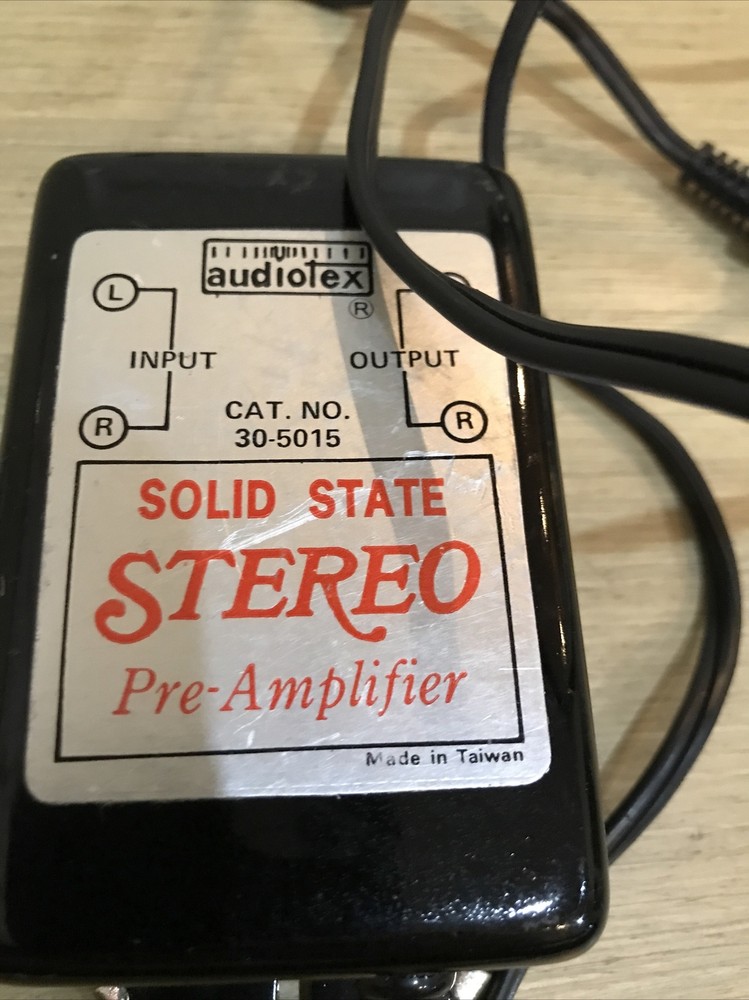 audiotex
®
L
INPUT OUTPUT
R CAT. NO. R
30-5015
SOLID STATE
STEREO
Pre-Amplifier
Made in Taiwan